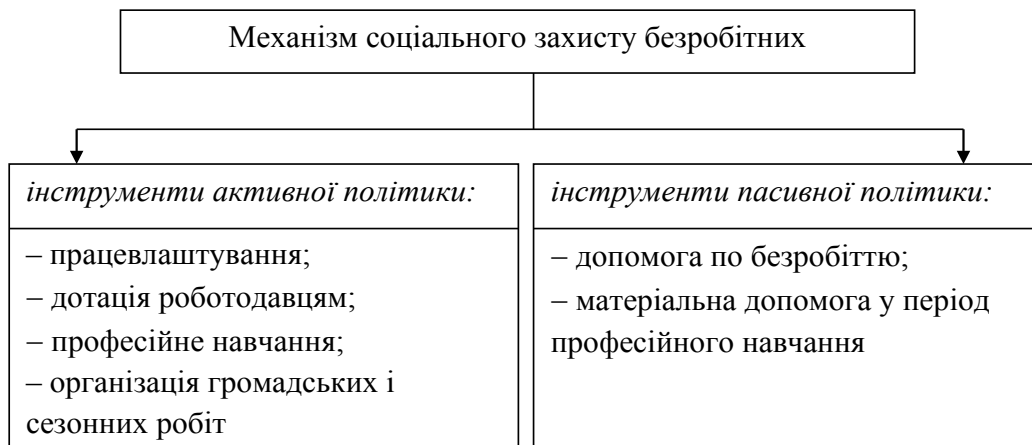 Механізм соціального захисту безробітних
інструменти активної політики:
– працевлаштування;
– дотація роботодавцям;
– професійне навчання;
– організація громадських і
сезонних робіт
інструменти пасивної політики:
– допомога по безробіттю;
– матеріальна допомога у період
професійного навчання